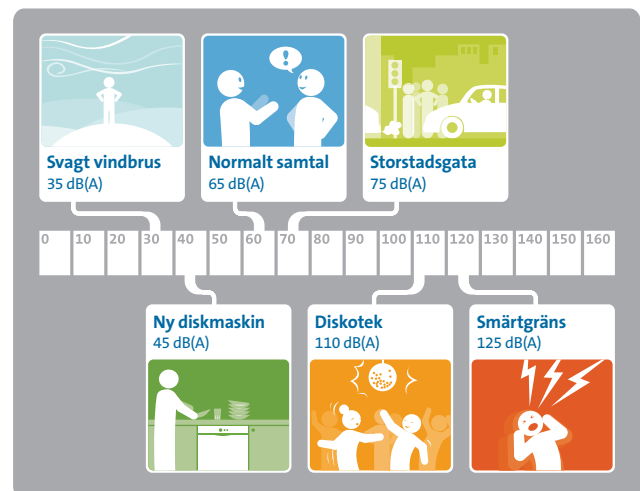 Svagt vindbrus
35 dB(A)
Normalt samtal
65 dB(A)
Storstadsgata
75 dB(A)
0 10 20 30 40 50 60 70 80 90 100 110 120 130 140 150 160
Ny diskmaskin
45 dB(A)
Diskotek
110 dB(A)
Smärtgräns
125 dB(A)